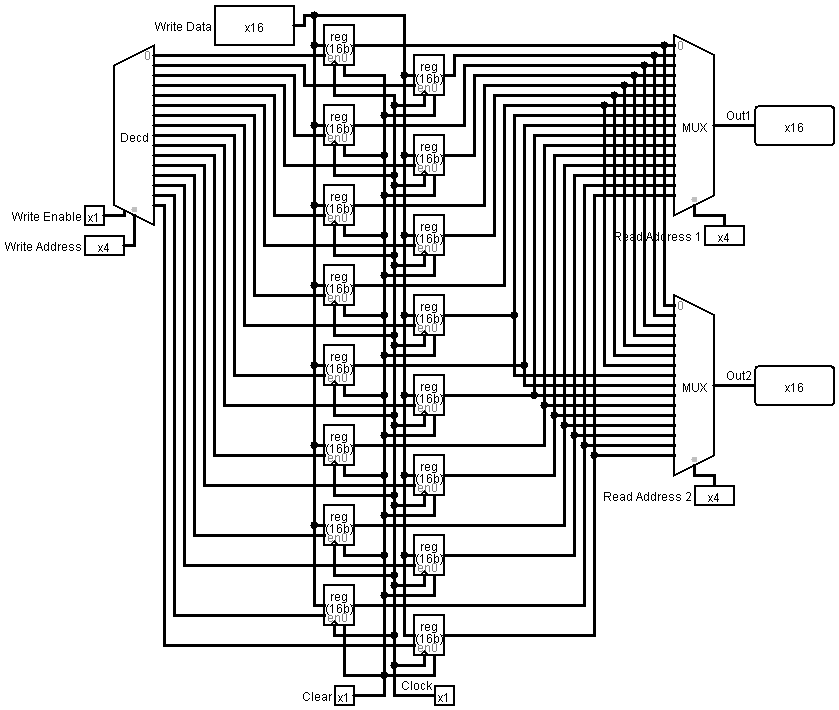 Write Data
x16
0
Decd
Write Enable
x1
Write Address
x4
reg
(16b)
en0
reg
(16b)
en0
reg
(16b)
en0
reg
(16b)
en0
reg
(16b)
en0
reg
(16b)
en0
reg
(16b)
en0
reg
(16b)
en0
reg
(16b)
en0
reg
(16b)
en0
reg
(16b)
en0
reg
(16b)
en0
reg
(16b)
en0
reg
(16b)
en0
reg
(16b)
en0
reg
(16b)
en0
Clear
x1
Clock
x1
0
MUX
Out1
x16
Read Address 1
x4
0
MUX
Out2
x16
Read Address 2
x4